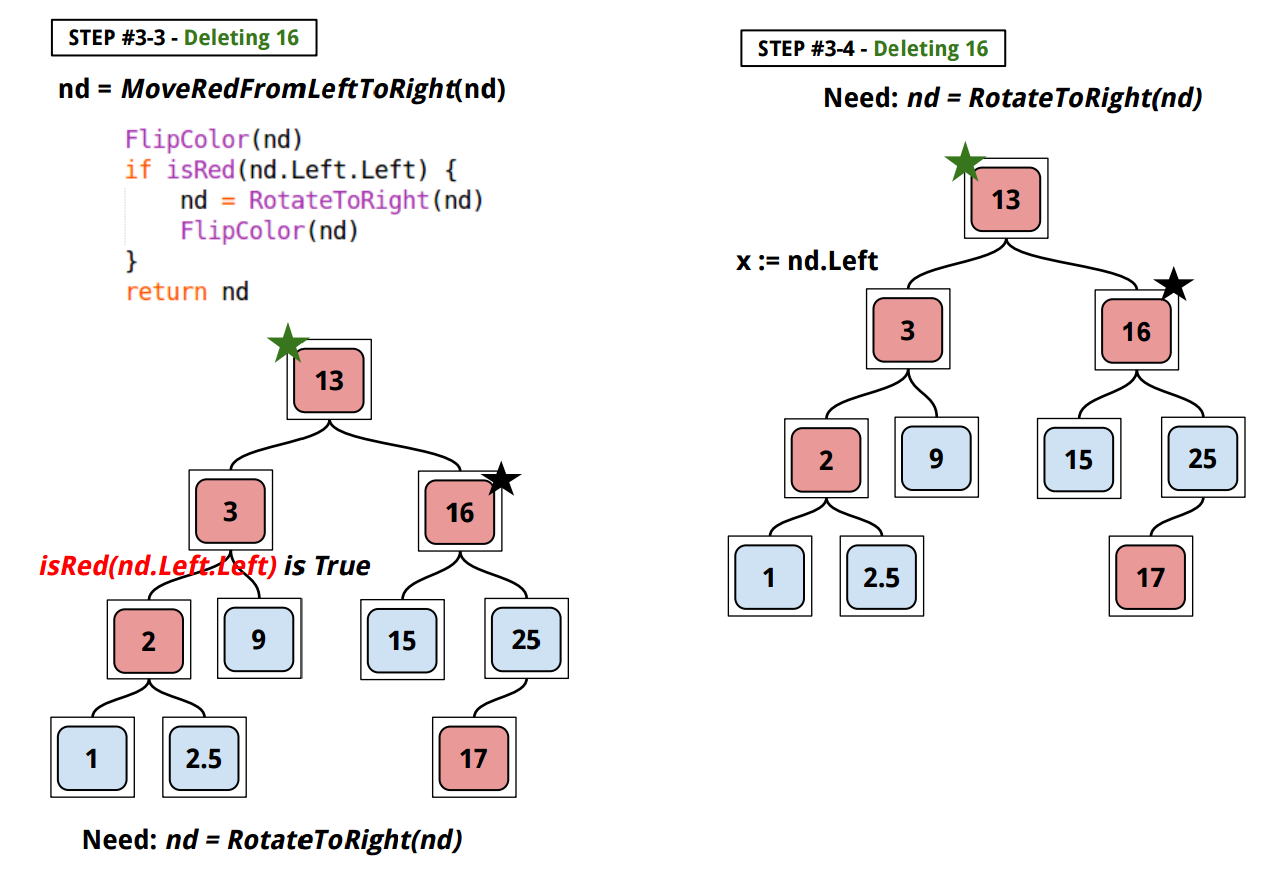 STEP #3-3 - Deleting 16
nd = MoveRedFromLeftToRight(nd)
FlipColor(nd)
if isRed(nd.Left.Left) {
nd = RotateToRight(nd)
FlipColor(nd)
}
return nd
13
3
16
isRed(nd.Left.Left) is True
2
9
15
25
1
2.5
17
Need: nd = RotateToRight(nd)
STEP #3-4 - Deleting 16
Need: nd = RotateToRight(nd)
13
x := nd.Left
3
16
2
9
15
25
1
2.5
17